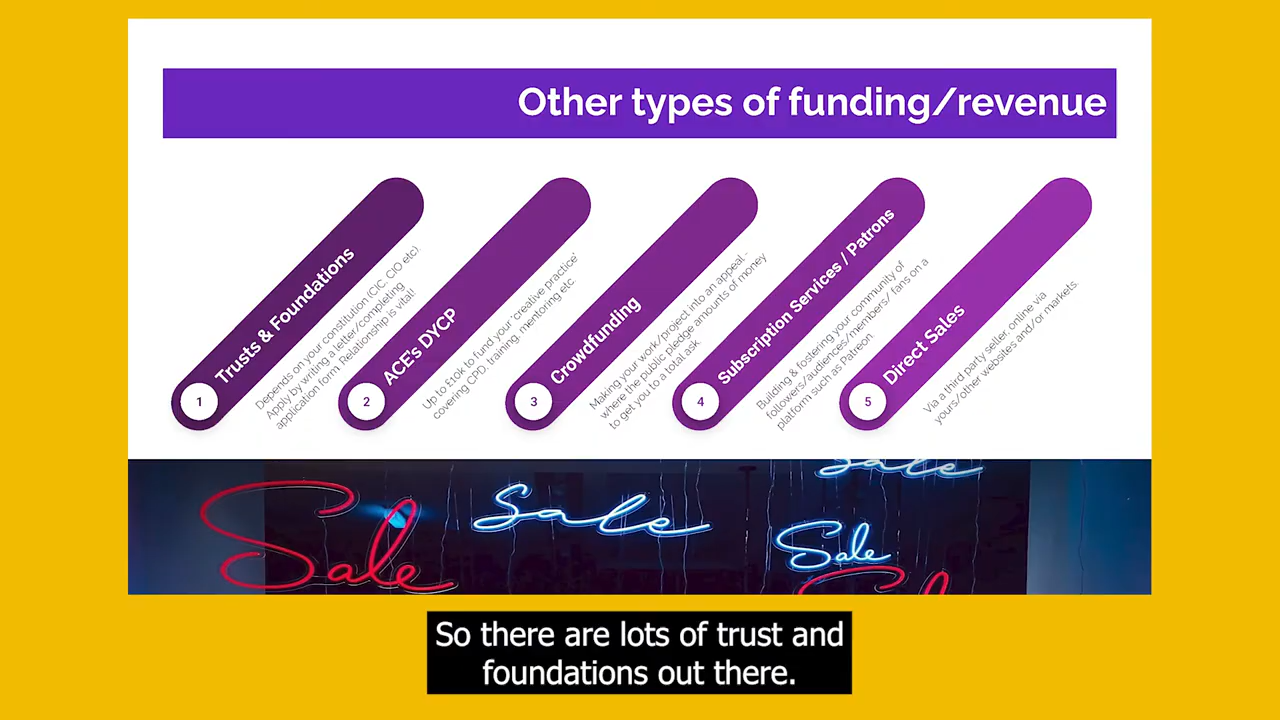 Other types of funding/revenue
1
Trusts & Foundations
Depends on your constitution (CIC, CIO etc)
Apply by writing a letter/completing
application form. Relationship is vital!
2
ACE's DYCP
Up to £10k to fund your 'creative practice'
covering CPD, training, mentoring etc
3
Crowdfunding
Making your work/project into an appeal -
where the public pledge amounts of money
to get you to a total ask
4
Subscription Services / Patrons
Building & fostering your community of
followers/audiences/members/ fans on a
platform such as Patreon
5
Direct Sales
Via a third party seller, online via
yours/other websites and/or markets.
Sale
Sale
Sale
Sale
Sale
So there are lots of trust and
foundations out there.